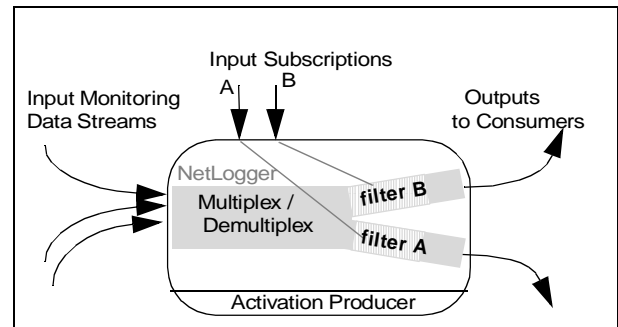 Input Subscriptions
A B
Input Monitoring
Data Streams
Outputs
to Consumers
NetLogger
Multiplex /
Demultiplex
filter B
filter A
Activation Producer